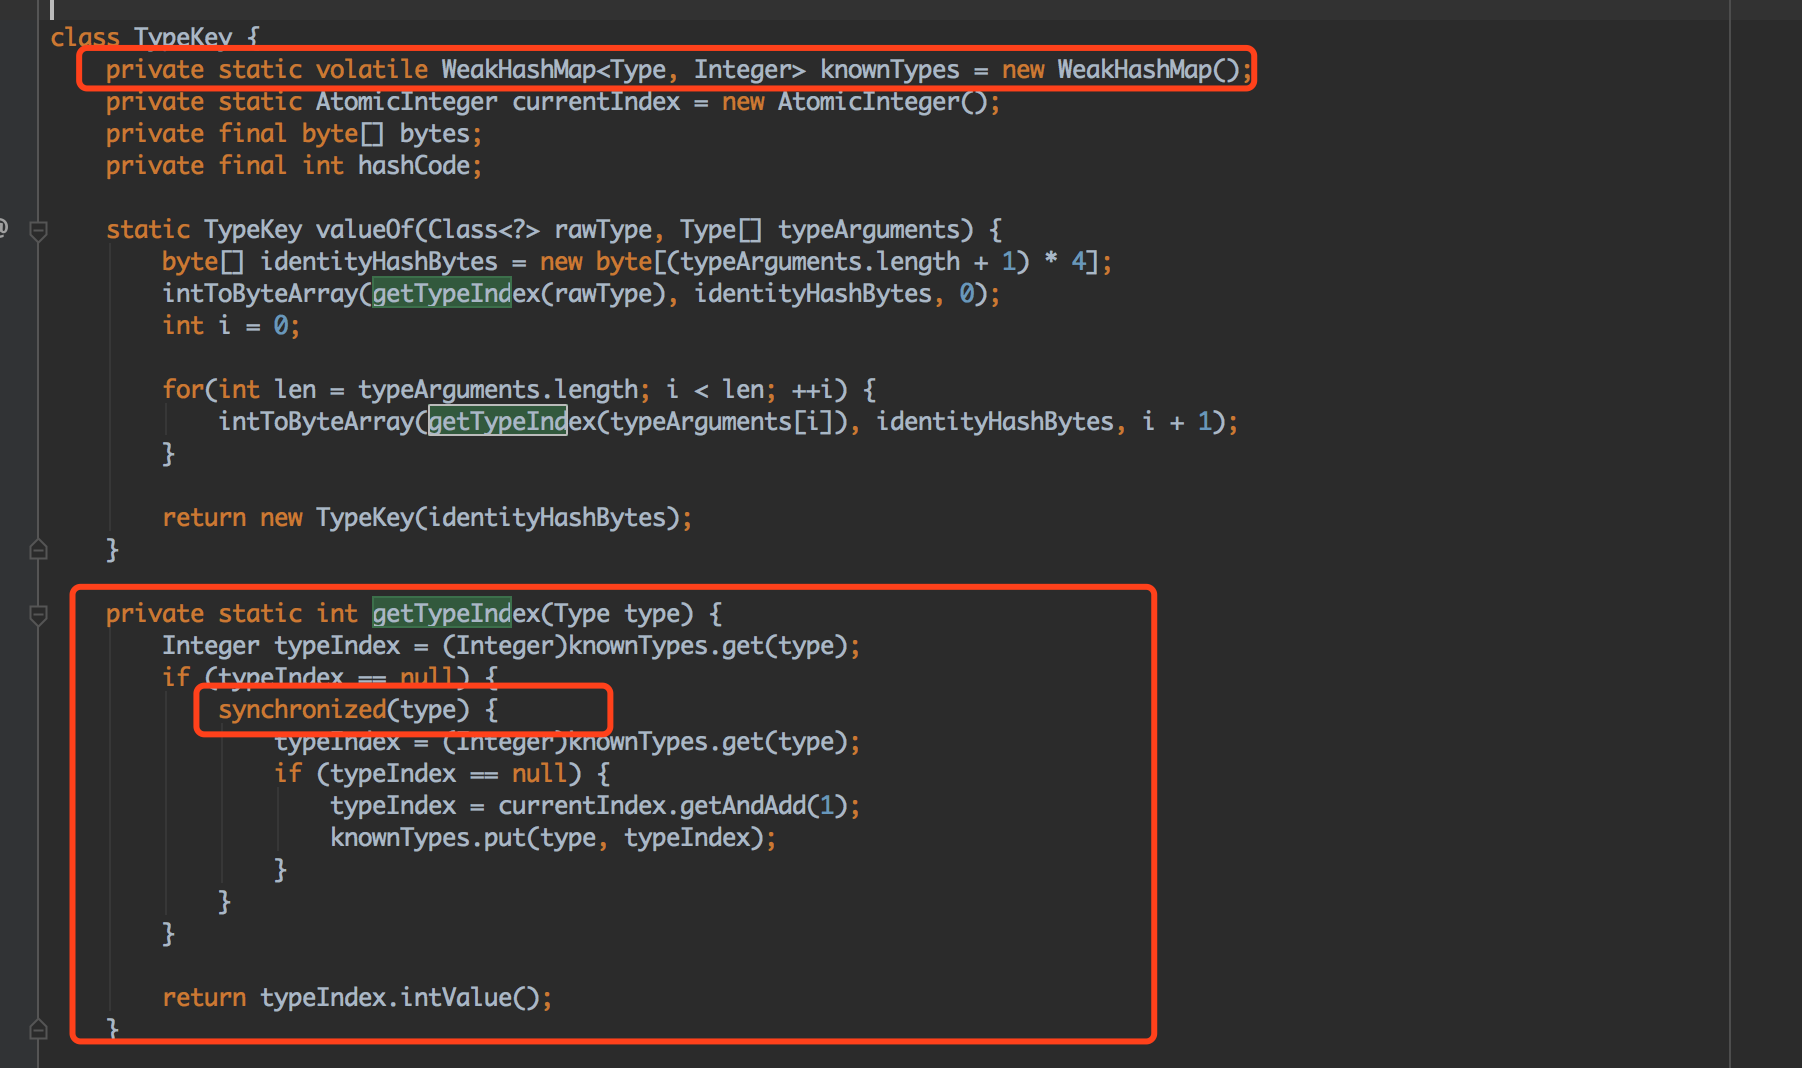 class TypeKey {
private static volatile WeakHashMap<Type, Integer> knownTypes = new WeakHashMap();
private static AtomicInteger currentIndex = new AtomicInteger();
private final byte[] bytes;
private final int hashCode;
@
static TypeKey valueOf(Class<?> rawType, Type[] typeArguments) {
byte[] identityHashBytes = new byte[(typeArguments.length + 1) * 4];
intToByteArray(getTypeIndex(rawType), identityHashBytes, 0);
int i = 0;
for(int len = typeArguments.length; i < len; ++i) {
intToByteArray(getTypeIndex(typeArguments[i]), identityHashBytes, i + 1);
}
return new TypeKey(identityHashBytes);
}
private static int getTypeIndex(Type type) {
Integer typeIndex = (Integer)knownTypes.get(type);
if (typeIndex == null) {
synchronized(type) {
typeIndex = (Integer)knownTypes.get(type);
if (typeIndex == null) {
typeIndex = currentIndex.getAndAdd(1);
knownTypes.put(type, typeIndex);
}
}
}
return typeIndex.intValue();
}